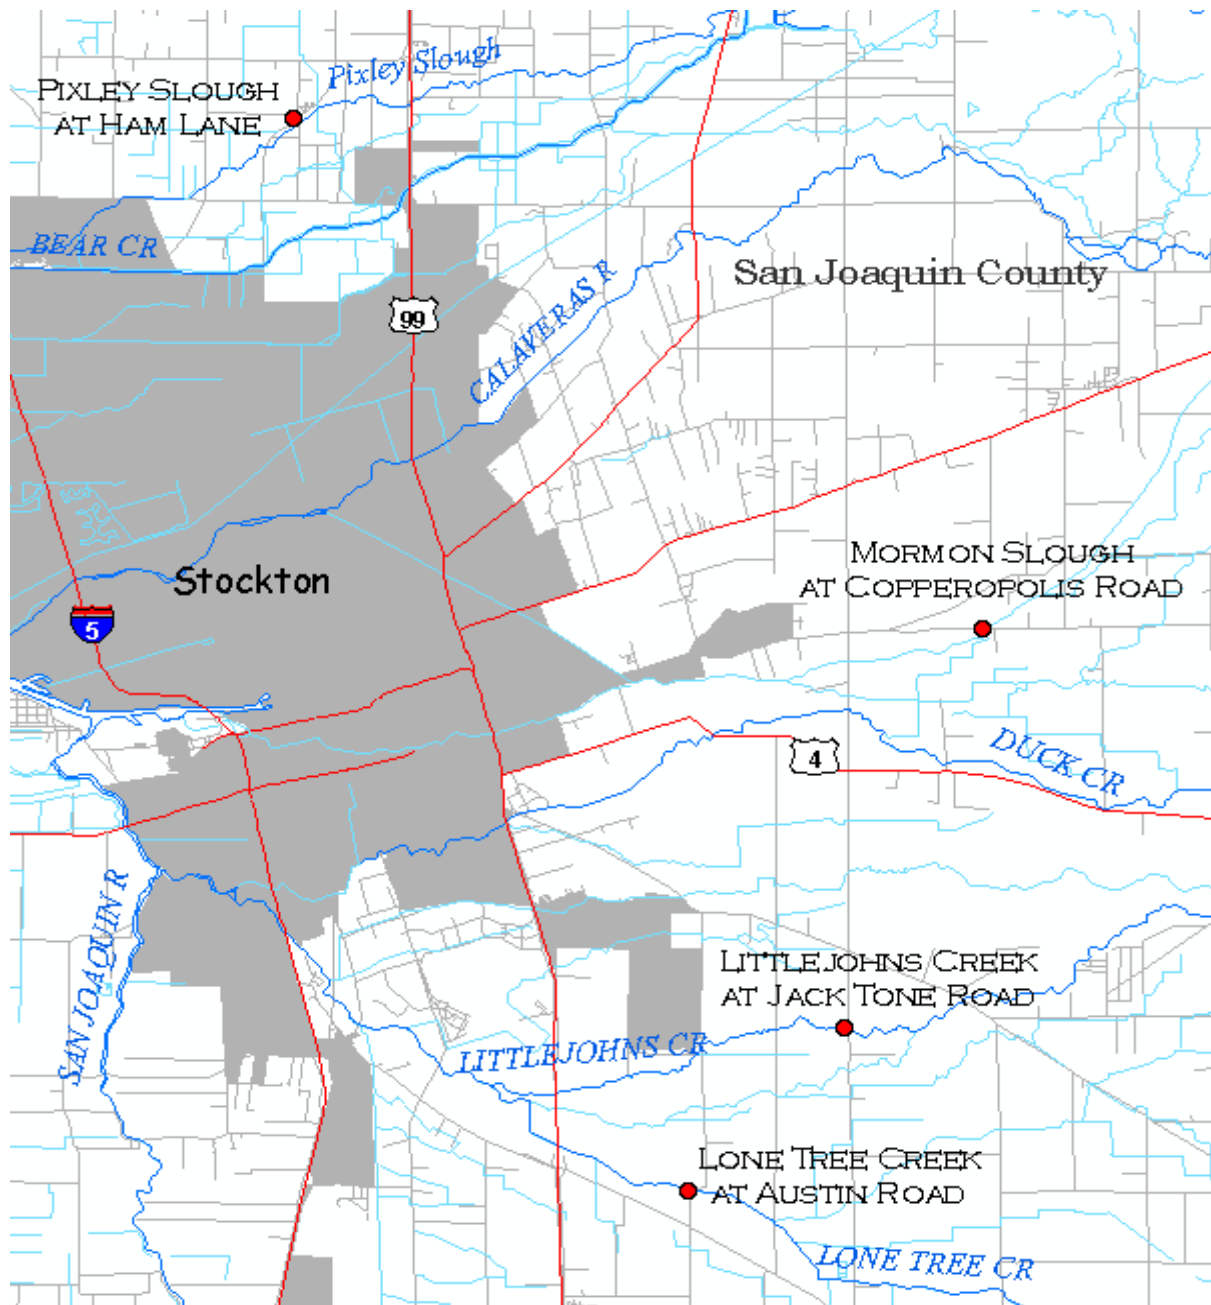 Pixley Slough
PIXLEY SLOUGH
AT HAM LANE
BEAR CR
San Joaquin County
99
CALAVERAS R
MORMON SLOUGH
AT COPPEROPOLIS ROAD
Stockton
5
DUCK CR
4
SAN JOAQUIN R
LITTLEJOHNS CREEK
AT JACK TONE ROAD
LITTLEJOHNS CR
LONE TREE CREEK
AT AUSTIN ROAD
LONE TREE CR